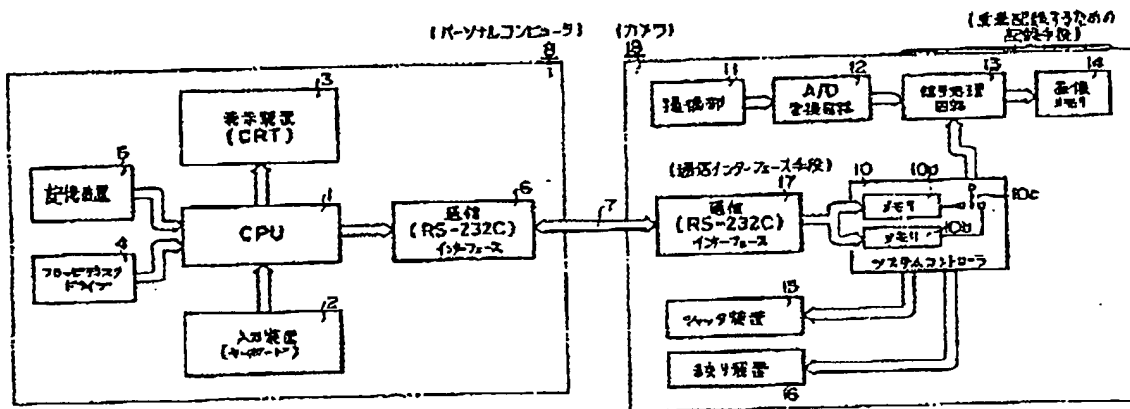 (パーソナルコンピュータ)
8
(カメラ)
19
(重畳記録するための
記録手段)
3
表示装置
(CRT)
5
記憶装置
1
CPU
6
通信
(RS-232C)
インターフェース
7
4
フロッピディスク
ドライブ
2
入力装置
(キーボード)
11
撮像部
12
A/D
変換回路
13
信号処理
回路
14
画像
メモリ
(通信インターフェース手段)
17
通信
(RS-232C)
インターフェース
10
10a
メモリ
10c
メモリ
10b
システムコントローラ
15
シャッタ装置
絞り装置
16